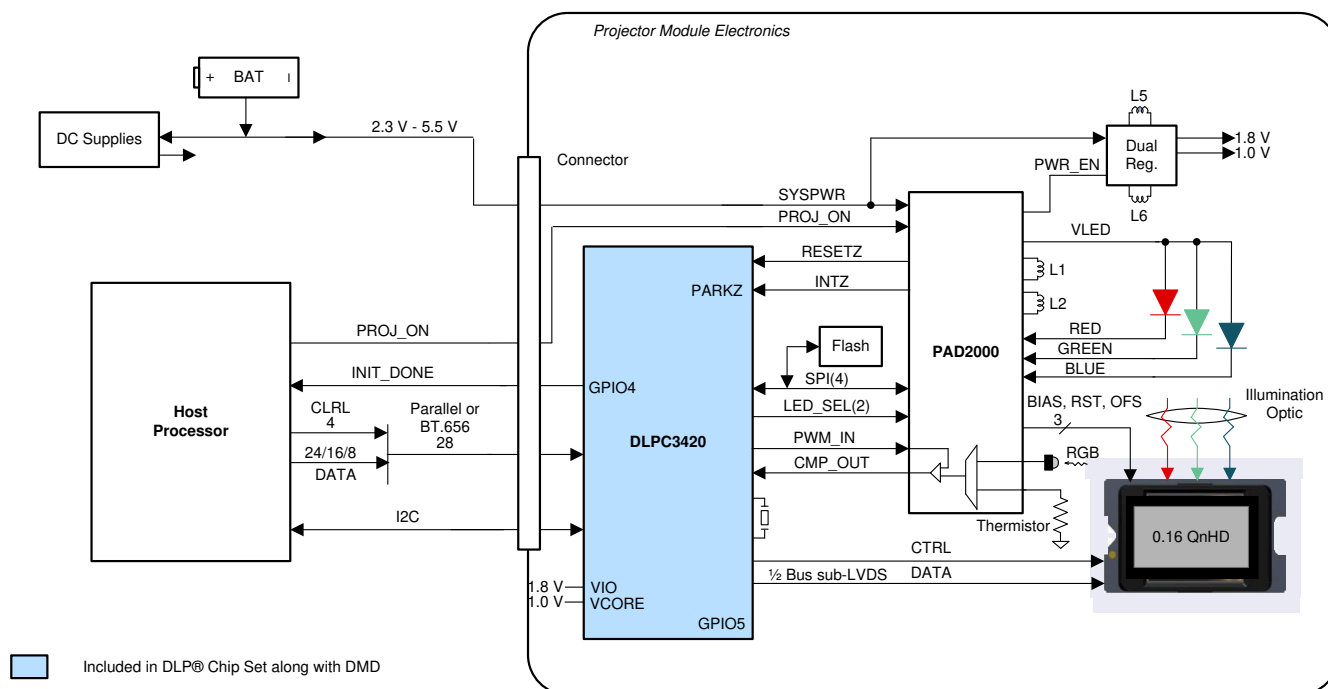 Projector Module Electronics
+ BAT I
DC Supplies
2.3 V - 5.5 V
Connector
L5
Dual
Reg.
1.8 V
1.0 V
PWR_EN
L6
SYSPWR
PROJ_ON
VLED
RESETZ
PARKZ
INTZ
L1
L2
PROJ_ON
Flash
PAD2000
RED
GREEN
BLUE
INIT_DONE
GPIO4
SPI(4)
Host
Processor
CLRL
4
24/16/8
DATA
Parallel or
BT.656
28
DLPC3420
LED_SEL(2)
PWM_IN
CMP_OUT
BIAS, RST, OFS
3
Illumination
Optic
RGB
I2C
Thermistor
0.16 QnHD
CTRL
½ Bus sub-LVDS
DATA
1.8 V
VIO
1.0 V
VCORE
GPIO5
Included in DLP® Chip Set along with DMD